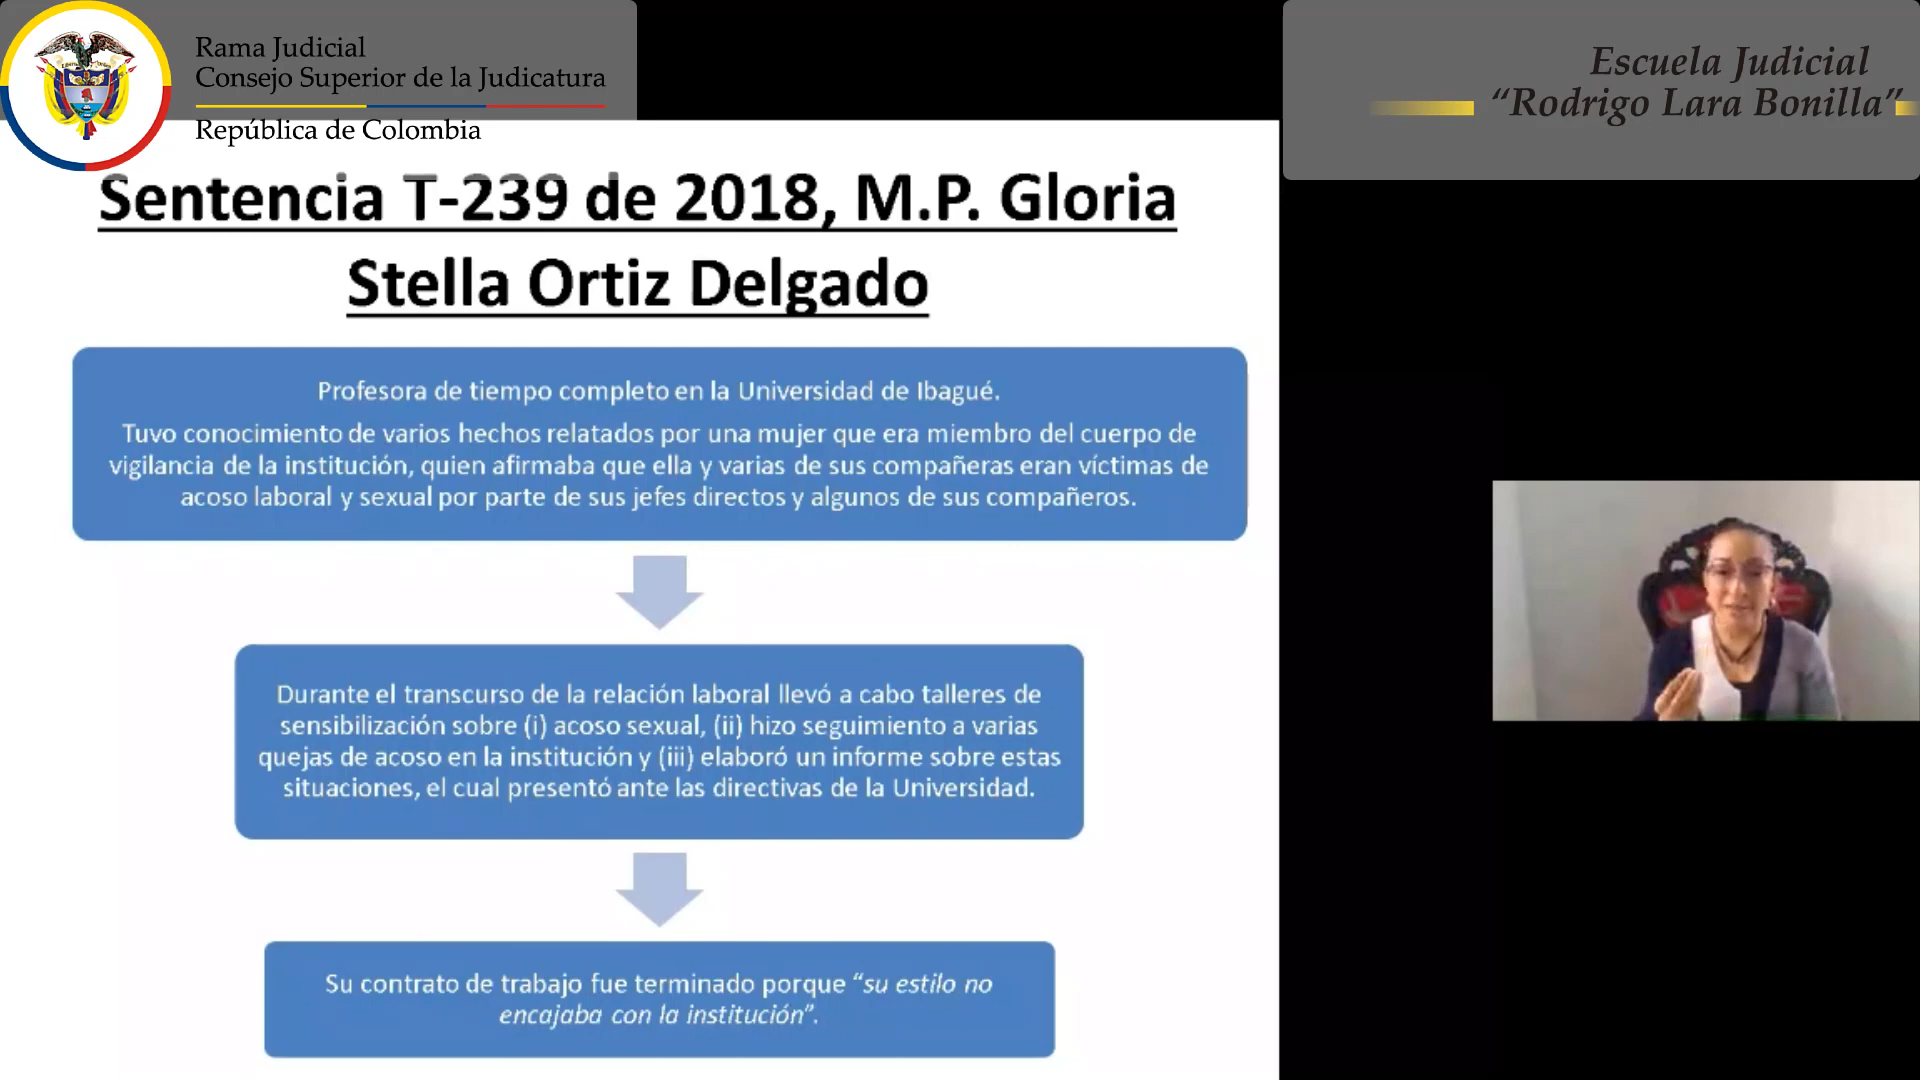 Rama Judicial
Consejo Superior de la Judicatura
República de Colombia
Escuela Judicial
“Rodrigo Lara Bonilla”
Sentencia T-239 de 2018, M.P. Gloria
Stella Ortiz Delgado
Profesora de tiempo completo en la Universidad de Ibagué.
Tuvo conocimiento de varios hechos relatados por una mujer que era miembro del cuerpo de
vigilancia de la institución, quien afirmaba que ella y varias de sus compañeras eran víctimas de
acoso laboral y sexual por parte de sus jefes directos y algunos de sus compañeros.
Durante el transcurso de la relación laboral llevó a cabo talleres de
sensibilización sobre (i) acoso sexual, (ii) hizo seguimiento a varias
quejas de acoso en la institución y (iii) elaboró un informe sobre estas
situaciones, el cual presentó ante las directivas de la Universidad.
Su contrato de trabajo fue terminado porque “su estilo no
encajaba con la institución”.